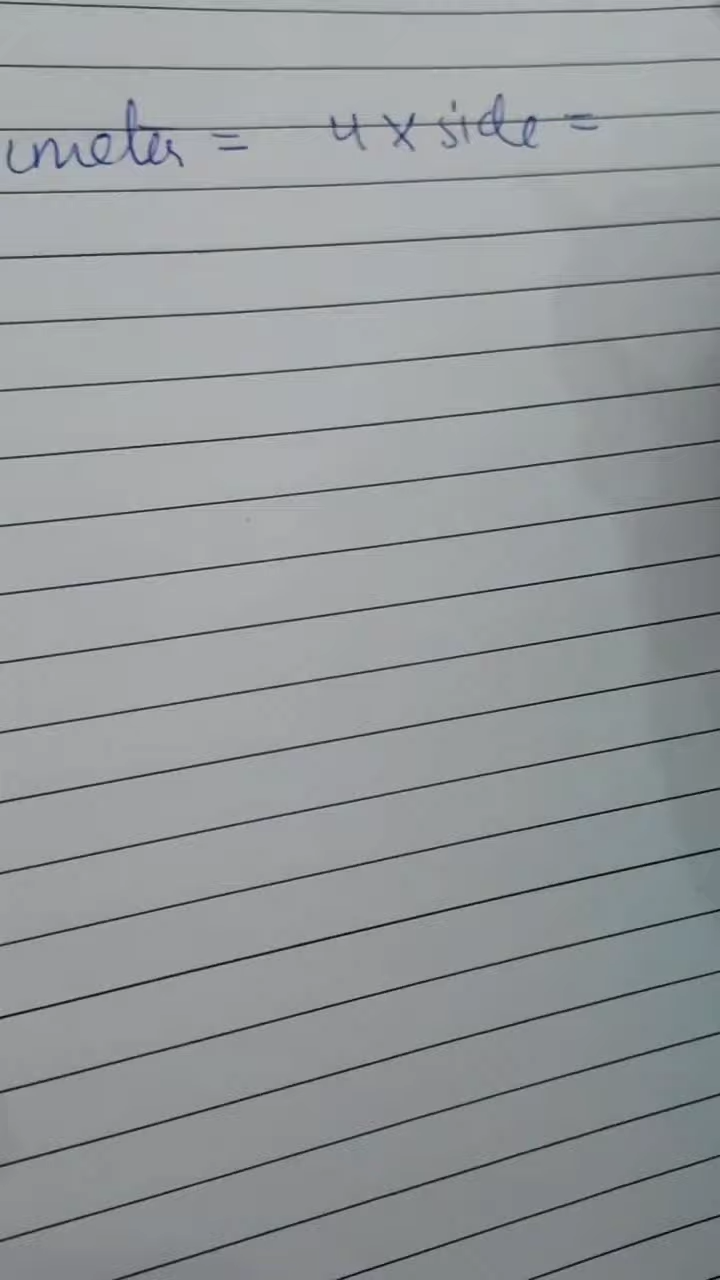 imeter = 4 x side =